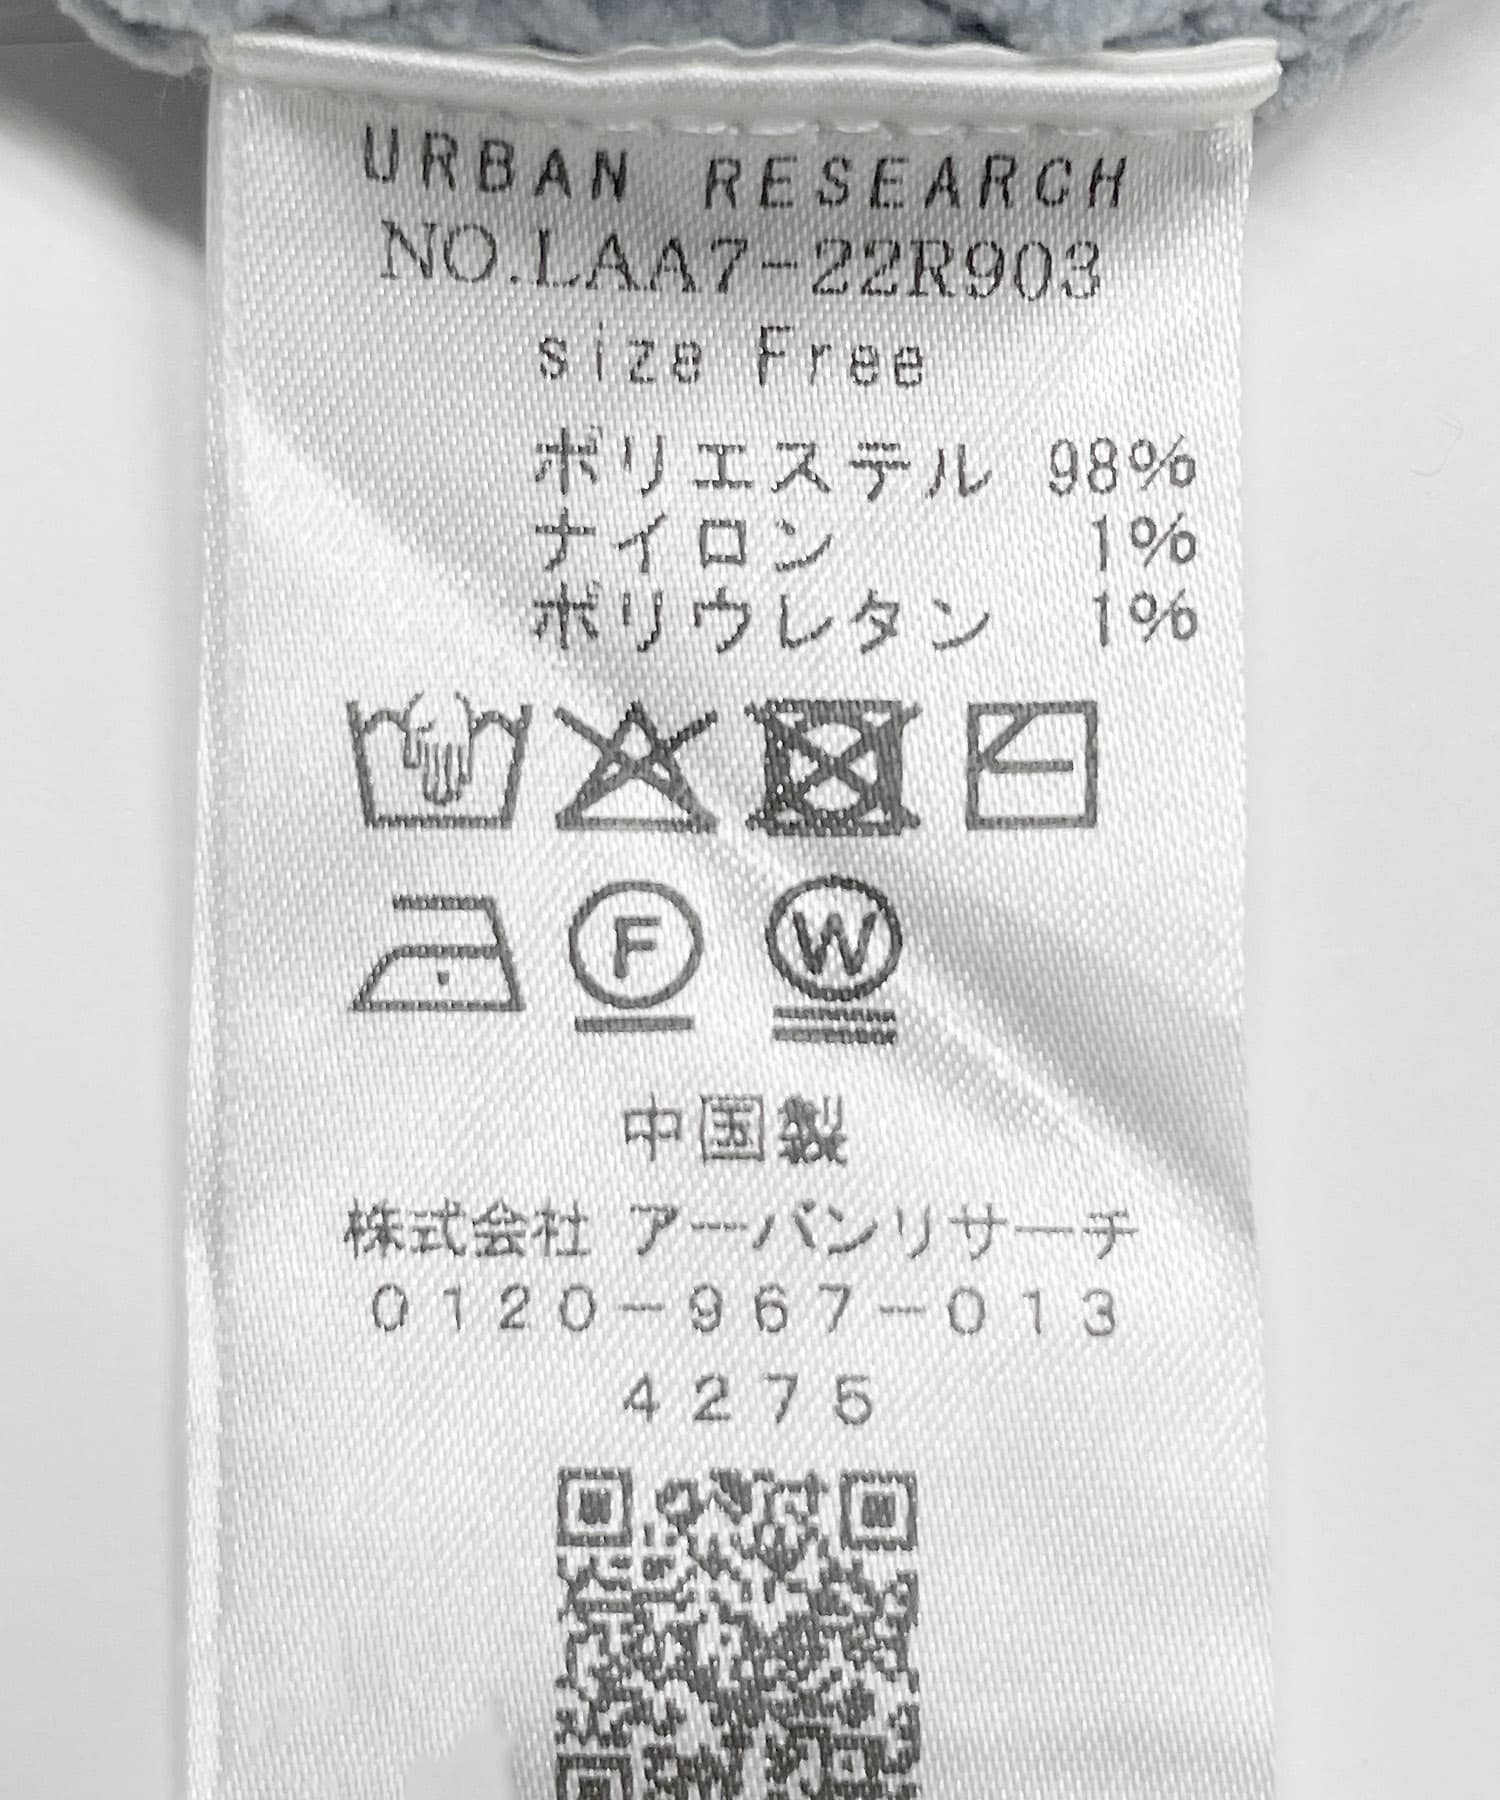 URBAN RESEARCH
NO.LAA7-22R903
size Free
ポリエステル 98%
ナイロン 1%
ポリウレタン 1%
F
W
中国製
株式会社 アーバンリサーチ
0120-967-013
4275